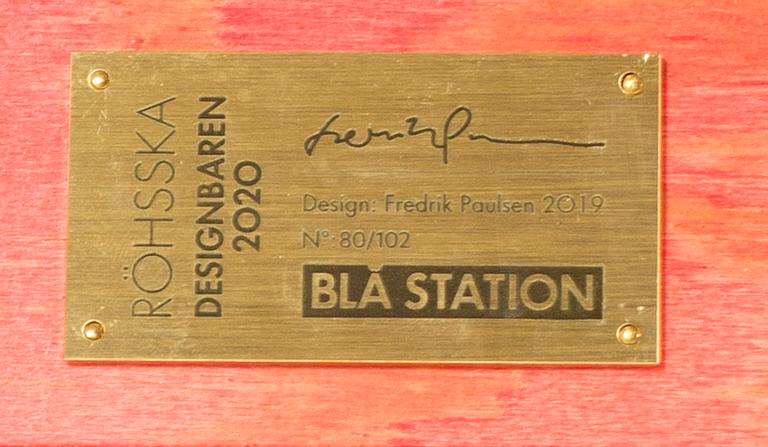 RÖHSSKA
DESIGNBAREN
2020
Design: Fredrik Paulsen 2019
N°: 80/102
BLÅ STATION